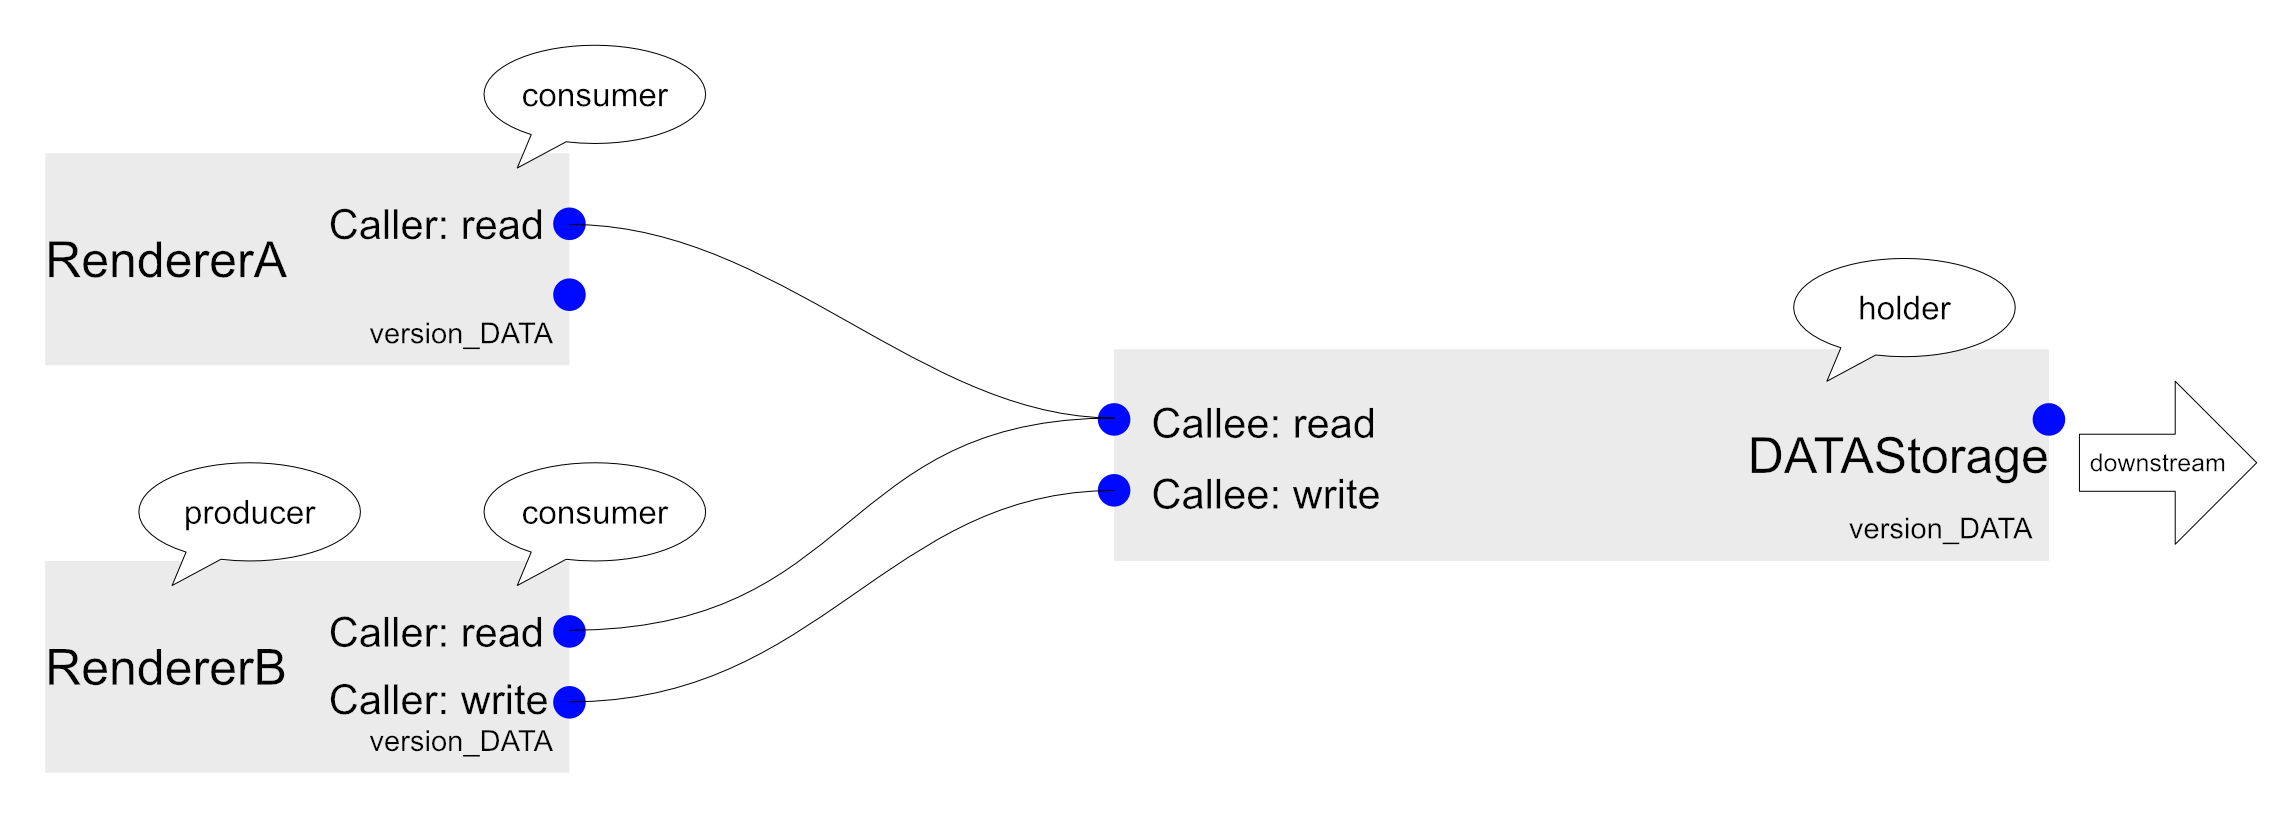 consumer
Caller: read
RendererA
version_DATA
producer
consumer
Caller: read
RendererB
Caller: write
version_DATA
holder
Callee: read
DATAStorage
Callee: write
version_DATA
downstream